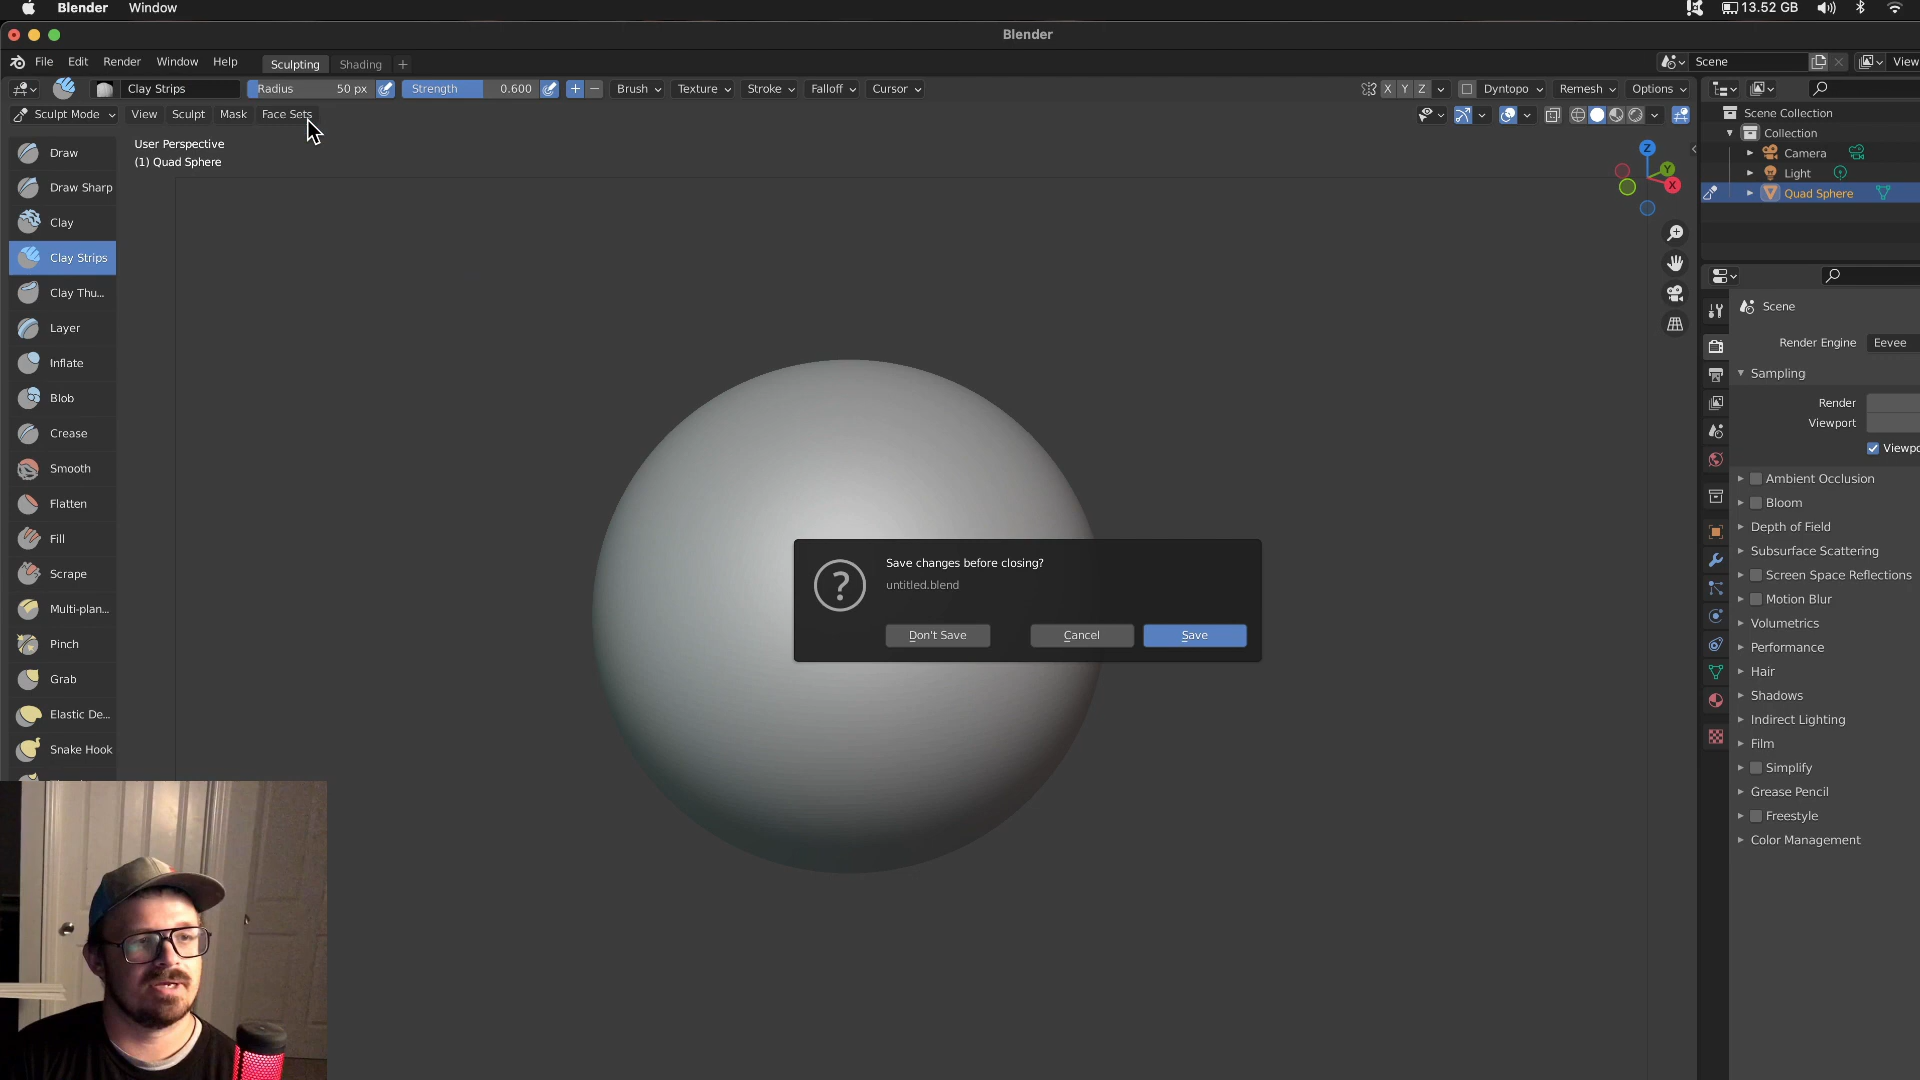 Blender Window 13.52 GB
Blender
File Edit Render Window Help Sculpting Shading + Scene View
Clay Strips Radius 50 px Strength 0.600 + − Brush Texture Stroke Falloff Cursor X Y Z Dyntopo Remesh Options
Sculpt Mode View Sculpt Mask Face Sets
User Perspective
(1) Quad Sphere
Draw
Draw Sharp
Clay
Clay Strips
Clay Thu...
Layer
Inflate
Blob
Crease
Smooth
Flatten
Fill
Scrape
Multi-plan...
Pinch
Grab
Elastic De...
Snake Hook
Z
Y
X
Save changes before closing?
untitled.blend
Don't Save Cancel Save
Scene Collection
Collection
Camera
Light
Quad Sphere
Scene
Render Engine Eevee
Sampling
Render
Viewport
Viewpo
Ambient Occlusion
Bloom
Depth of Field
Subsurface Scattering
Screen Space Reflections
Motion Blur
Volumetrics
Performance
Hair
Shadows
Indirect Lighting
Film
Simplify
Grease Pencil
Freestyle
Color Management